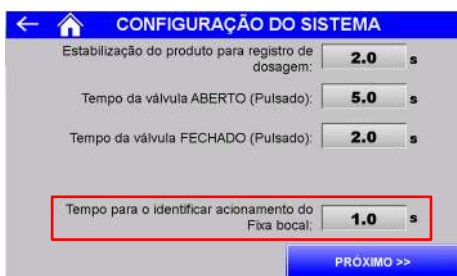 CONFIGURAÇÃO DO SISTEMA
Estabilização do produto para registro de
dosagem:
2.0 s
Tempo da válvula ABERTO (Pulsado):
5.0 s
Tempo da válvula FECHADO (Pulsado):
2.0 s
Tempo para o identificar acionamento do
Fixa bocal:
1.0 s
PRÓXIMO >>